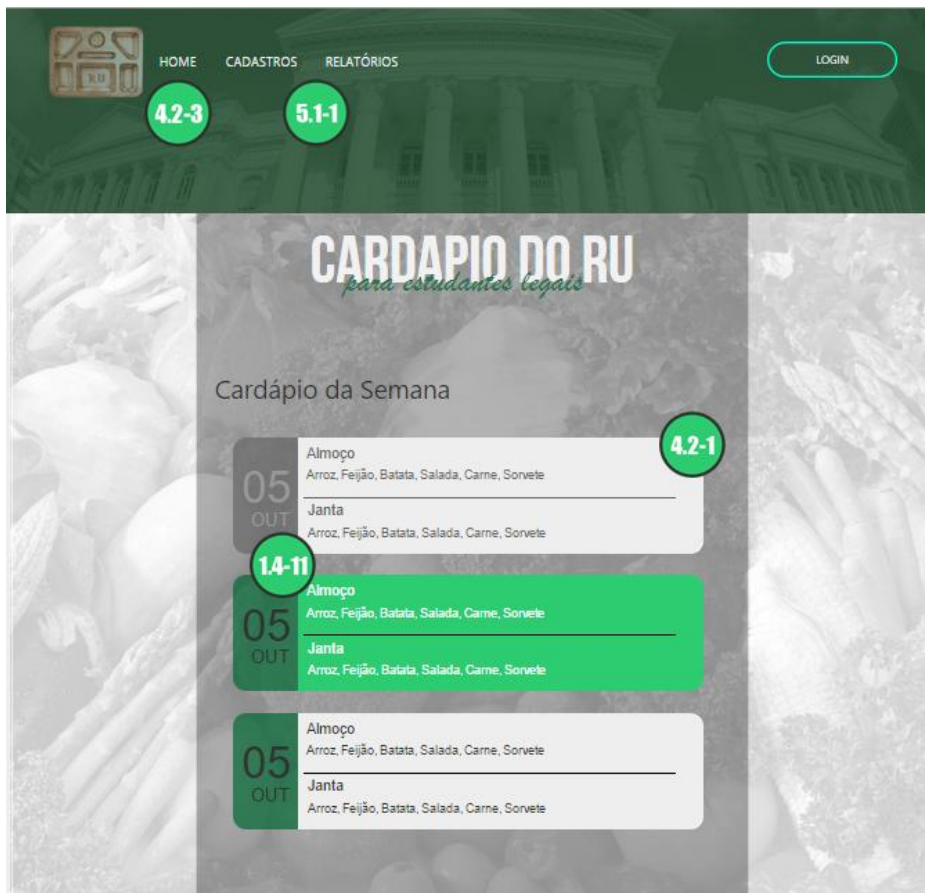 RU
HOME CADASTROS RELATÓRIOS LOGIN
4.2-3 5.1-1
CARDAPIO DO RU
para estudantes legais
Cardápio da Semana
4.2-1
05
OUT
Almoço
Arroz, Feijão, Batata, Salada, Carne, Sorvete
Janta
Arroz, Feijão, Batata, Salada, Carne, Sorvete
1.4-11
05
OUT
Almoço
Arroz, Feijão, Batata, Salada, Carne, Sorvete
Janta
Arroz, Feijão, Batata, Salada, Carne, Sorvete
05
OUT
Almoço
Arroz, Feijão, Batata, Salada, Carne, Sorvete
Janta
Arroz, Feijão, Batata, Salada, Carne, Sorvete